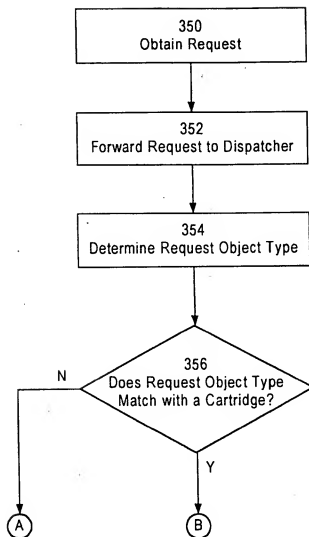 350
Obtain Request
352
Forward Request to Dispatcher
354
Determine Request Object Type
356
Does Request Object Type
Match with a Cartridge?
N
Y
A
B